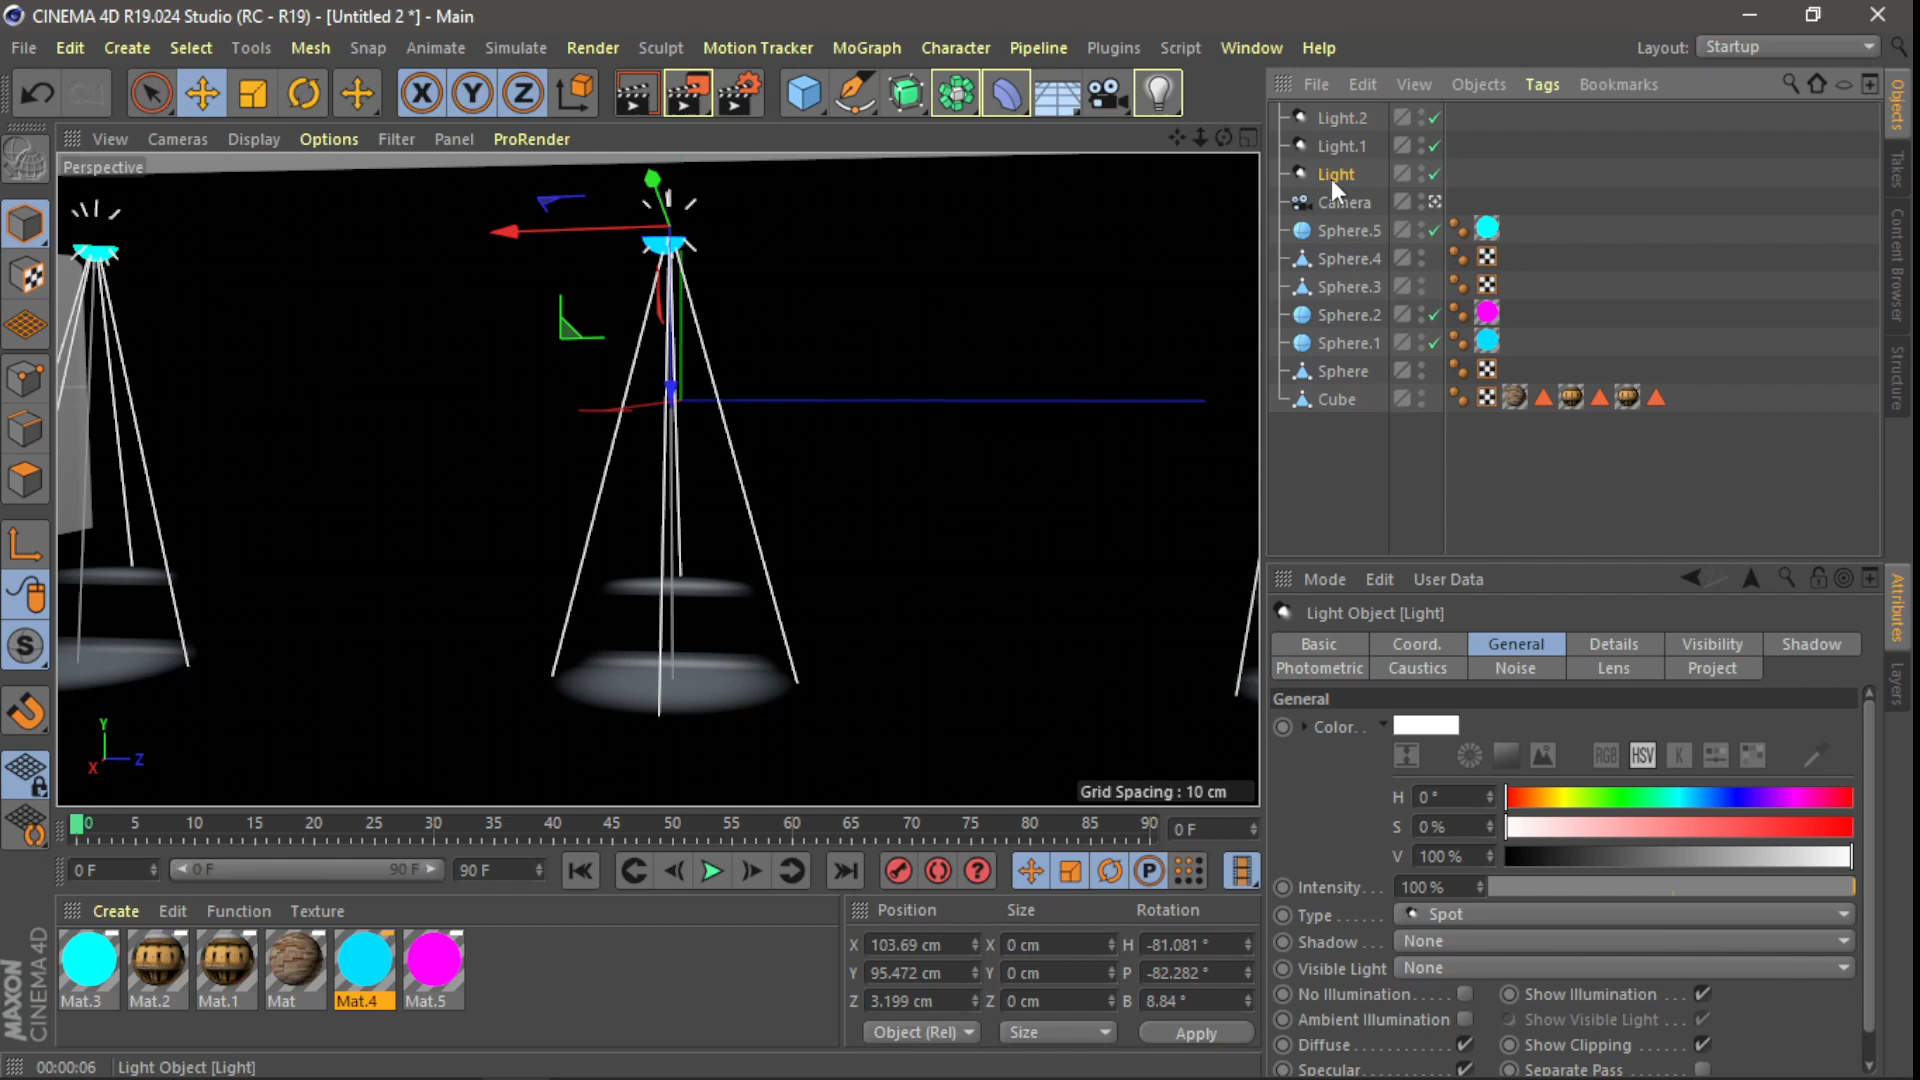 CINEMA 4D R19.024 Studio (RC - R19) - [Untitled 2 *] - Main
File Edit Create Select Tools Mesh Snap Animate Simulate Render Sculpt Motion Tracker MoGraph Character Pipeline Plugins Script Window Help
Layout: Startup
X Y Z
File Edit View Objects Tags Bookmarks
View Cameras Display Options Filter Panel ProRender
Perspective
Light.2
Light.1
Light
Camera
Sphere.5
Sphere.4
Sphere.3
Sphere.2
Sphere.1
Sphere
Cube
Objects
Takes
Content Browser
Structure
Y
X
Z
Grid Spacing : 10 cm
Mode Edit User Data
Light Object [Light]
Basic Coord. General Details Visibility Shadow
Photometric Caustics Noise Lens Project
General
Color. .
RGB HSV K
H 0 °
S 0 %
V 100 %
Intensity. . . 100 %
Type . . . . . . Spot
Shadow . . . None
Visible Light None
No Illumination. . . . . Show Illumination . . .
Ambient Illumination Show Visible Light . . .
Diffuse. . . . . . . . . . . . Show Clipping . . . . . .
Specular. . . . . . . . . . . Separate Pass . . . . . .
Attributes
Layers
0 5 10 15 20 25 30 35 40 45 50 55 60 65 70 75 80 85 90
0 F
0 F 0 F 90 F 90 F
P
S
Create Edit Function Texture
Mat.3 Mat.2 Mat.1 Mat Mat.4 Mat.5
Position Size Rotation
X 103.69 cm X 0 cm H -81.081 °
Y 95.472 cm Y 0 cm P -82.282 °
Z 3.199 cm Z 0 cm B 8.84 °
Object (Rel) Size Apply
MAXON
CINEMA 4D
00:00:06 Light Object [Light]